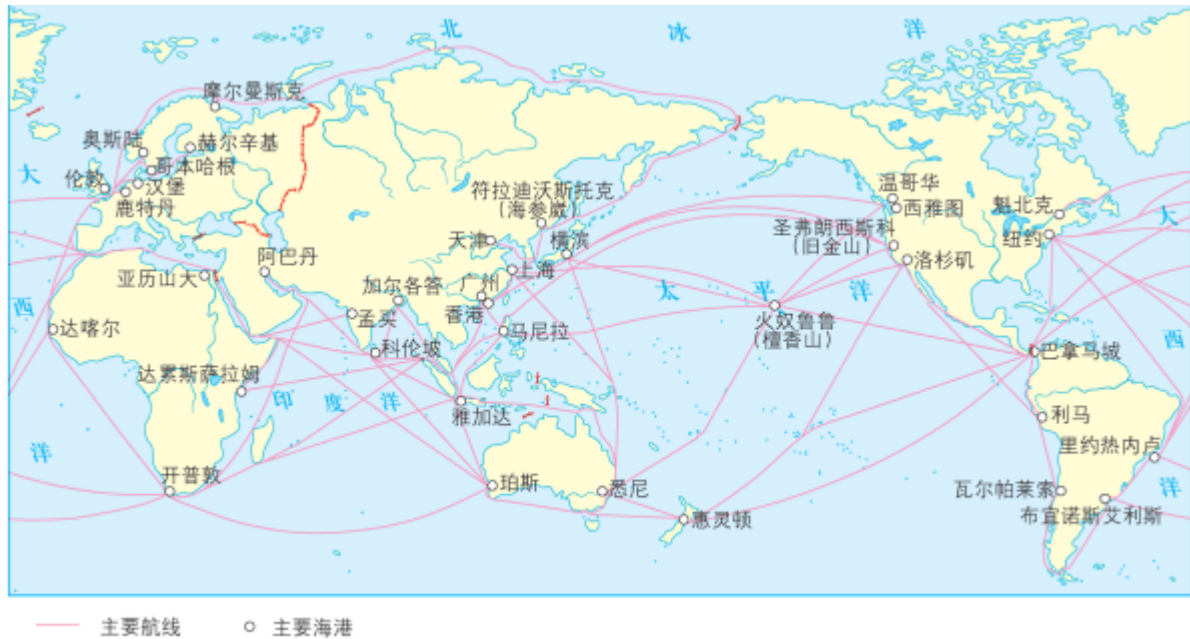 北 冰 洋
摩尔曼斯克
奥斯陆
赫尔辛基
哥本哈根
大
伦敦
汉堡
鹿特丹
符拉迪沃斯托克
(海参崴)
温哥华
西雅图
魁北克
大
天津
横滨
圣弗朗西斯科
(旧金山)
纽约
阿巴丹
上海
洛杉矶
亚历山大
加尔各答
广州
太 平 洋
西
孟买
香港
达喀尔
马尼拉
火奴鲁鲁
(檀香山)
西
科伦坡
巴拿马城
达累斯萨拉姆
印 度 洋
雅加达
利马
洋
里约热内卢
开普敦
珀斯
悉尼
瓦尔帕莱索
洋
惠灵顿
布宜诺斯艾利斯
主要航线
主要海港